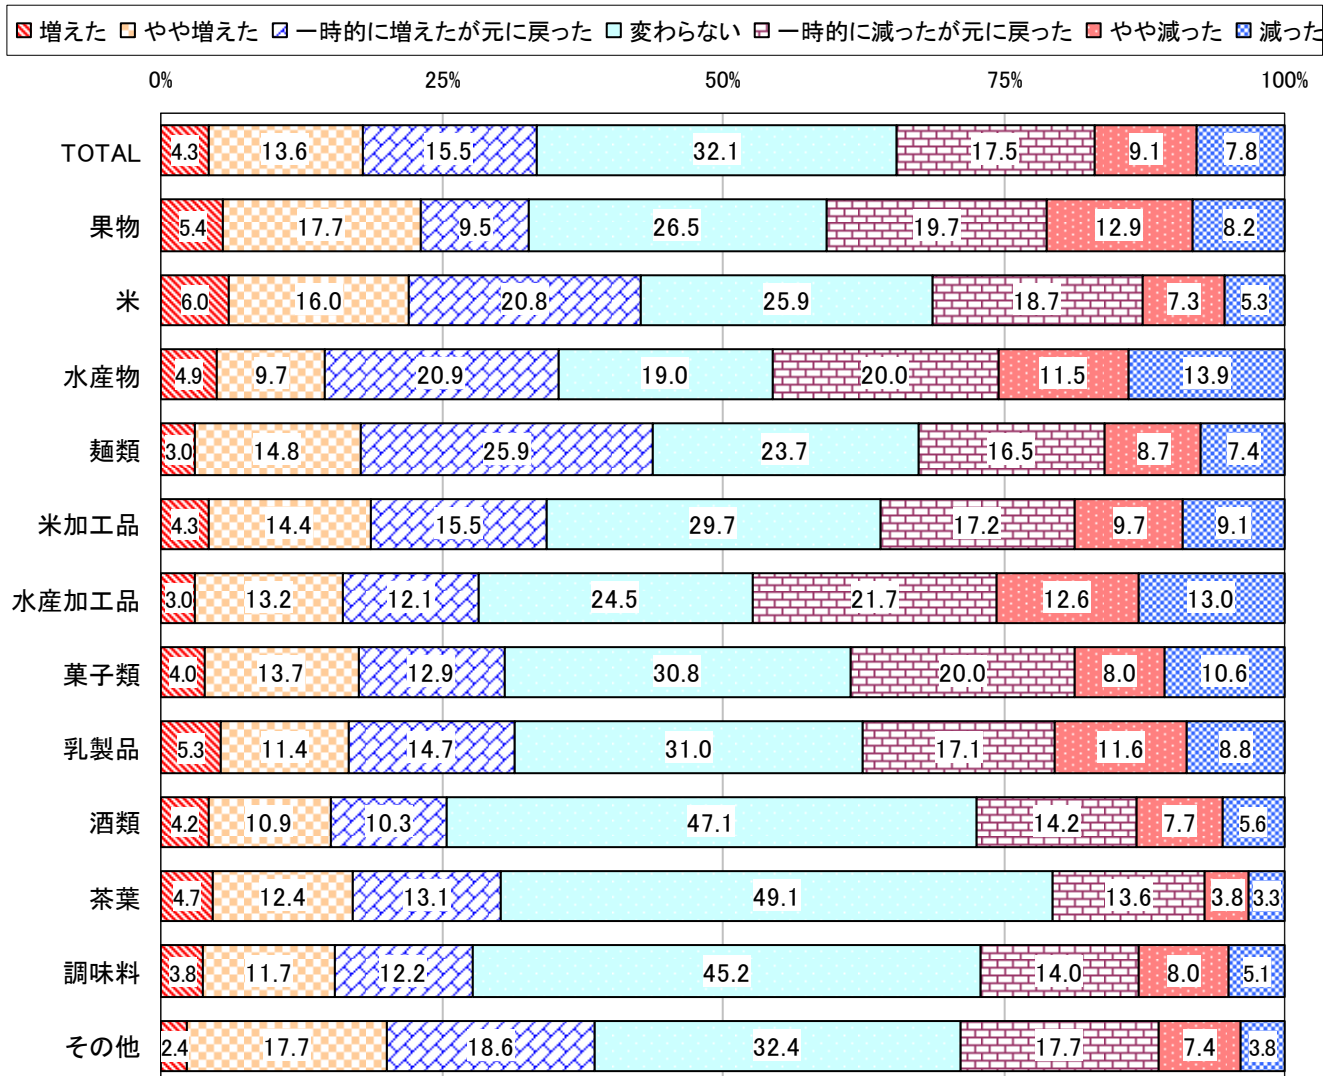 増えた やや増えた 一時的に増えたが元に戻った 変わらない 一時的に減ったが元に戻った やや減った 減った
0% 25% 50% 75% 100%
TOTAL 4.3 13.6 15.5 32.1 17.5 9.1 7.8
果物 5.4 17.7 9.5 26.5 19.7 12.9 8.2
米 6.0 16.0 20.8 25.9 18.7 7.3 5.3
水産物 4.9 9.7 20.9 19.0 20.0 11.5 13.9
麺類 3.0 14.8 25.9 23.7 16.5 8.7 7.4
米加工品 4.3 14.4 15.5 29.7 17.2 9.7 9.1
水産加工品 3.0 13.2 12.1 24.5 21.7 12.6 13.0
菓子類 4.0 13.7 12.9 30.8 20.0 8.0 10.6
乳製品 5.3 11.4 14.7 31.0 17.1 11.6 8.8
酒類 4.2 10.9 10.3 47.1 14.2 7.7 5.6
茶葉 4.7 12.4 13.1 49.1 13.6 3.8 3.3
調味料 3.8 11.7 12.2 45.2 14.0 8.0 5.1
その他 2.4 17.7 18.6 32.4 17.7 7.4 3.8